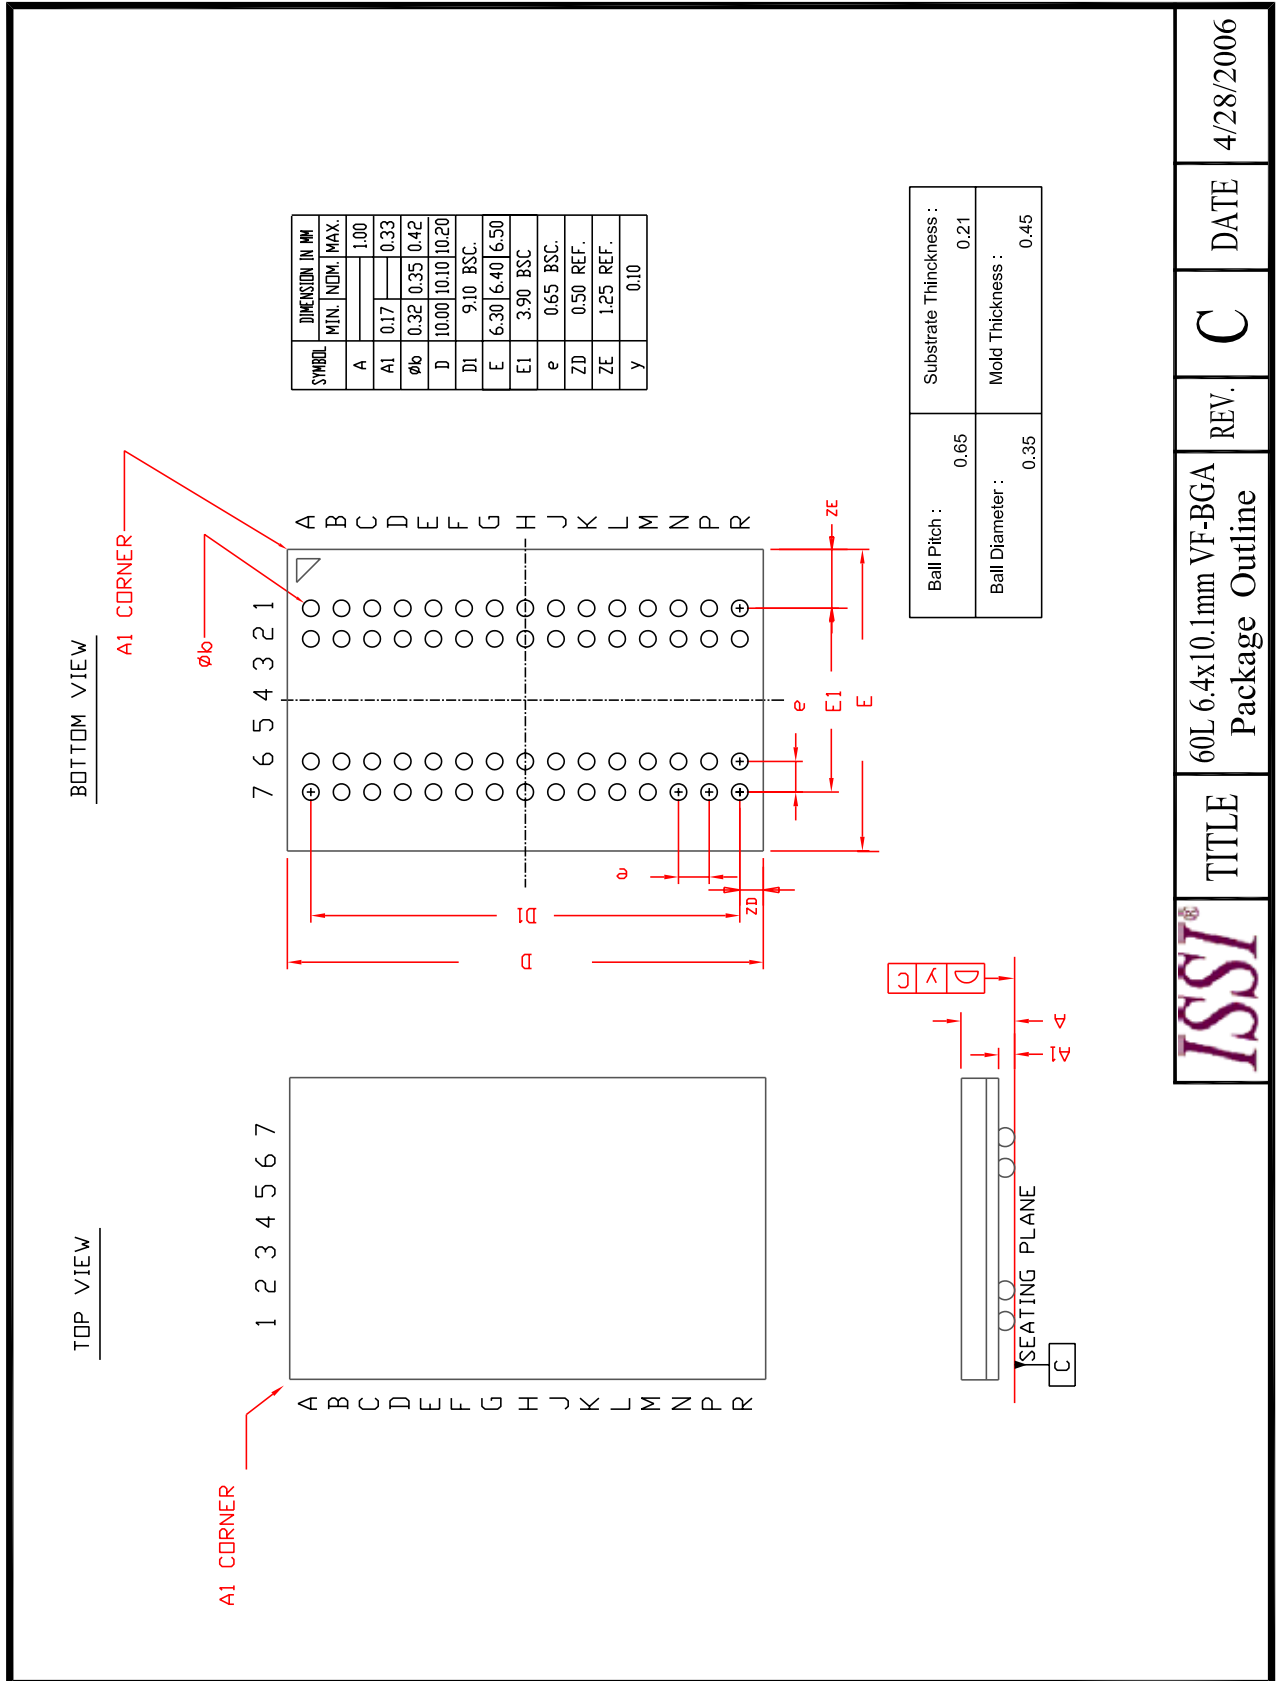 TOP VIEW
A1 CORNER
1 2 3 4 5 6 7
A
B
C
D
E
F
G
H
J
K
L
M
N
P
R
BOTTOM VIEW
A1 CORNER
Øb
7 6 5 4 3 2 1
A
B
C
D
E
F
G
H
J
K
L
M
N
P
R
D
D1
e
ZD
e
E1
E
ZE
SYMBOL DIMENSION IN MM
MIN. NOM. MAX.
A 1.00
A1 0.17 0.33
Øb 0.32 0.35 0.42
D 10.00 10.10 10.20
D1 9.10 BSC.
E 6.30 6.40 6.50
E1 3.90 BSC
e 0.65 BSC.
ZD 0.50 REF.
ZE 1.25 REF.
y 0.10
C y
A
A1
SEATING PLANE
C
Ball Pitch : 0.65
Substrate Thinckness : 0.21
Ball Diameter : 0.35
Mold Thickness : 0.45
ISSI®
TITLE
60L 6.4x10.1mm VF-BGA
Package Outline
REV.
C
DATE
4/28/2006